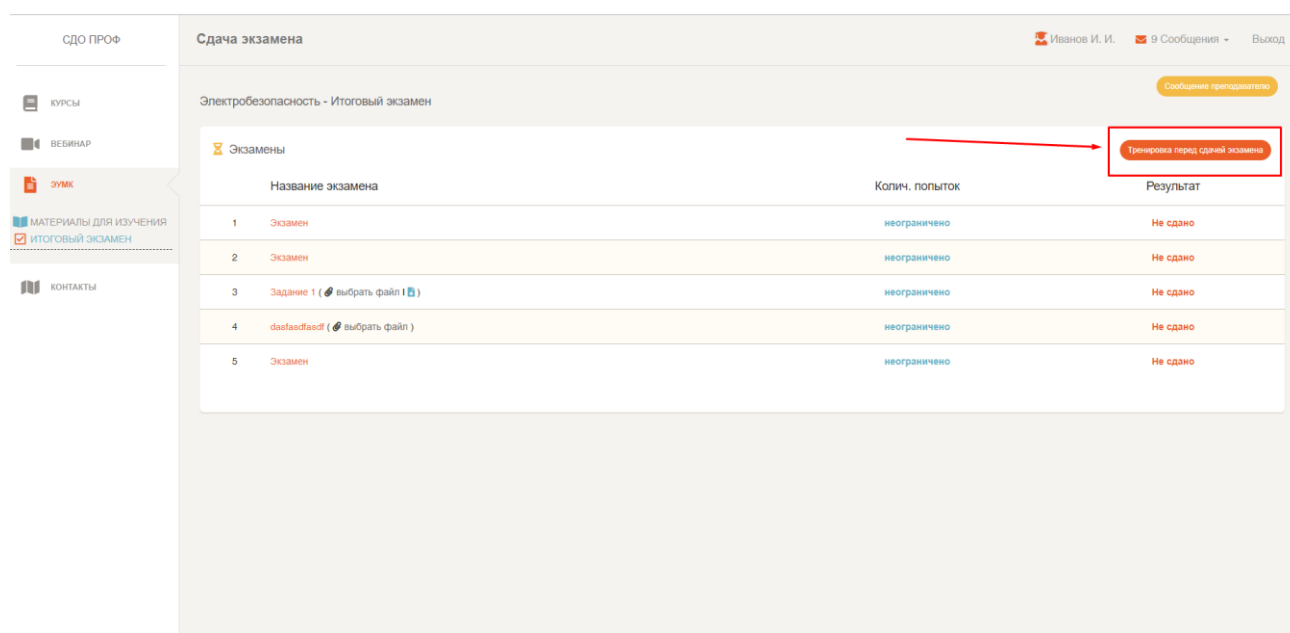 СДО ПРОФ
Сдача экзамена
Иванов И. И.
9 Сообщения
Выход
КУРСЫ
ВЕБИНАР
ЭУМК
МАТЕРИАЛЫ ДЛЯ ИЗУЧЕНИЯ
ИТОГОВЫЙ ЭКЗАМЕН
КОНТАКТЫ
Сообщение преподавателю
Электробезопасность - Итоговый экзамен
Экзамены
Тренировка перед сдачей экзамена
Название экзамена Колич. попыток Результат
1 Экзамен неограничено Не сдано
2 Экзамен неограничено Не сдано
3 Задание 1 ( выбрать файл I ) неограничено Не сдано
4 dasfasdfasdf ( выбрать файл ) неограничено Не сдано
5 Экзамен неограничено Не сдано